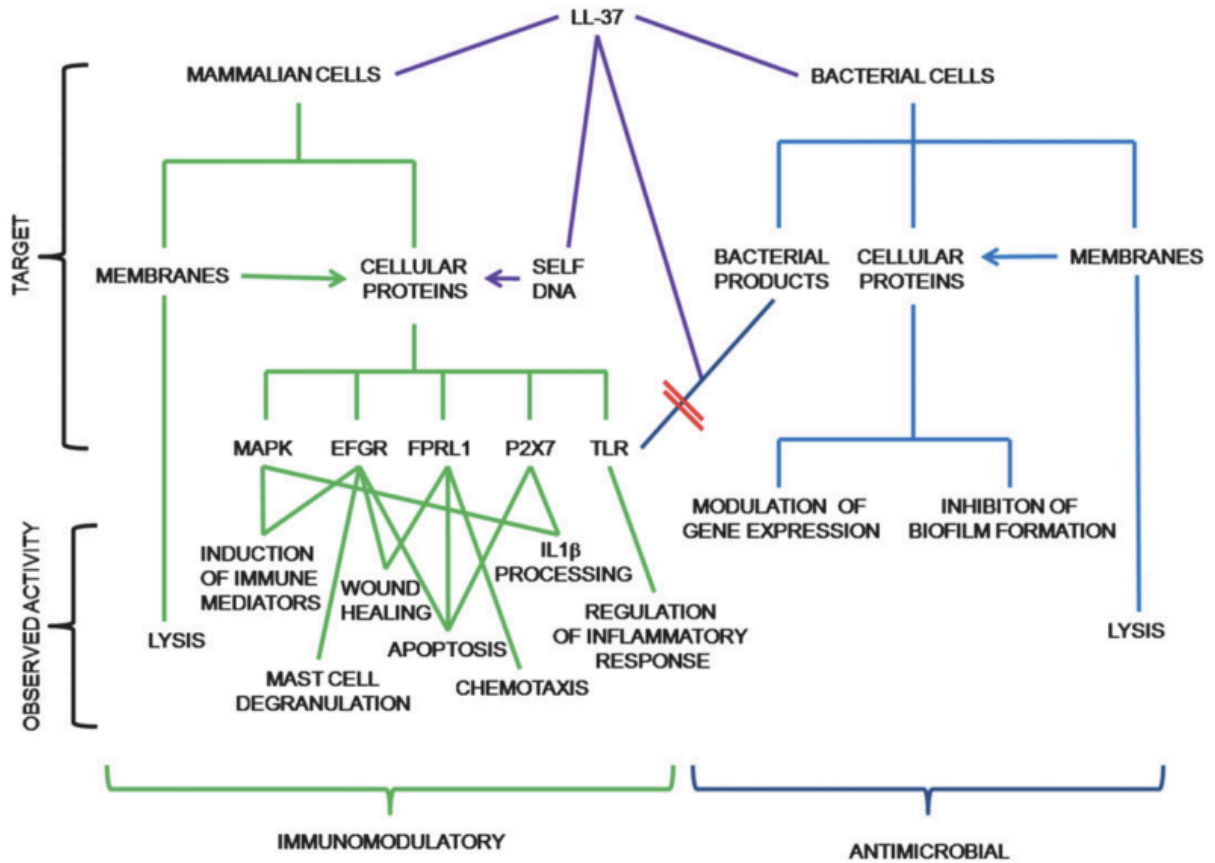 LL-37
MAMMALIAN CELLS
BACTERIAL CELLS
TARGET
MEMBRANES
CELLULAR
PROTEINS
SELF
DNA
BACTERIAL
PRODUCTS
CELLULAR
PROTEINS
MEMBRANES
MAPK
EFGR
FPRL1
P2X7
TLR
MODULATION OF
GENE EXPRESSION
INHIBITON OF
BIOFILM FORMATION
OBSERVED ACTIVITY
INDUCTION
OF IMMUNE
MEDIATORS
WOUND
HEALING
IL1β
PROCESSING
LYSIS
APOPTOSIS
REGULATION
OF INFLAMMATORY
RESPONSE
LYSIS
MAST CELL
DEGRANULATION
CHEMOTAXIS
IMMUNOMODULATORY
ANTIMICROBIAL